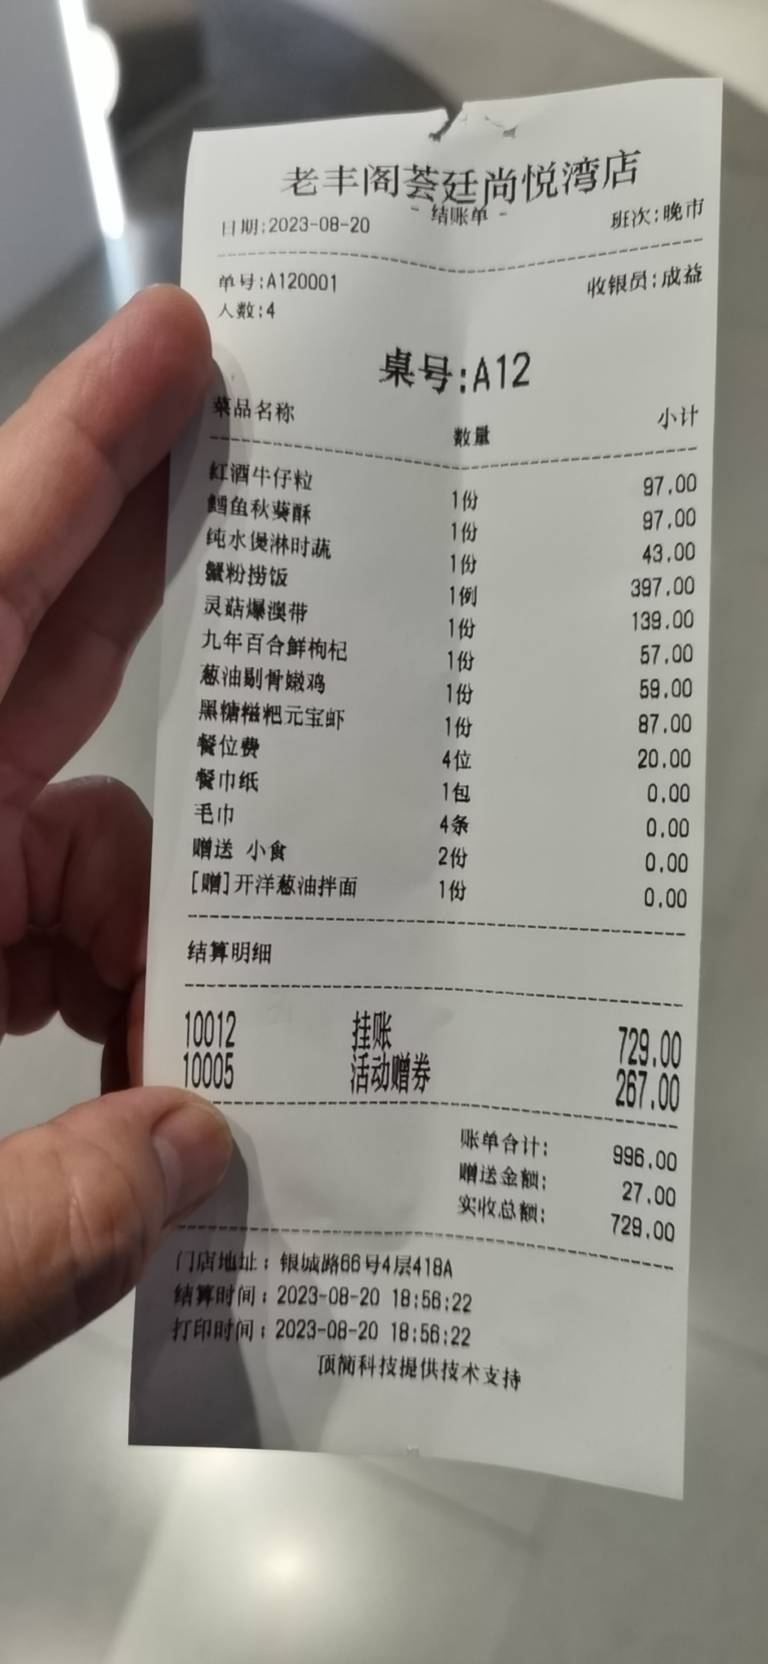 老丰阁荟廷尚悦湾店
- 结账单 -
日期:2023-08-20 班次:晚市
单号:A120001 收银员:成益
人数:4
桌号:A12
菜品名称 数量 小计
红酒牛仔粒 1份 97.00
鳕鱼秋葵酥 1份 97.00
纯水煲淋时蔬 1份 43.00
蟹粉捞饭 1例 397.00
灵菇爆澳带 1份 139.00
九年百合鲜枸杞 1份 57.00
葱油剔骨嫩鸡 1份 59.00
黑糖糍粑元宝虾 1份 87.00
餐位费 4位 20.00
餐巾纸 1包 0.00
毛巾 4条 0.00
赠送 小食 2份 0.00
[赠]开洋葱油拌面 1份 0.00
结算明细
10012 挂账 729.00
10005 活动赠券 267.00
账单合计: 996.00
赠送金额: 27.00
实收总额: 729.00
门店地址：银城路66号4层418A
结算时间：2023-08-20 18:56:22
打印时间：2023-08-20 18:56:22
顶简科技提供技术支持